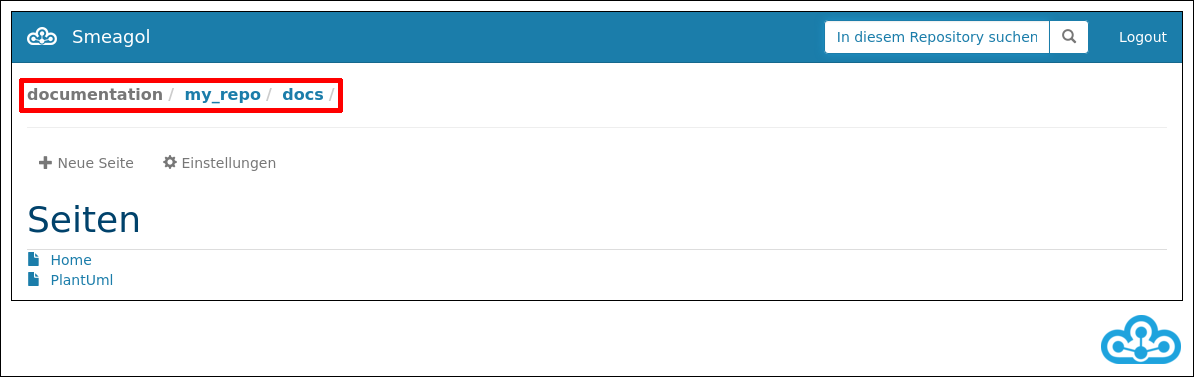 Smeagol In diesem Repository suchen Logout
documentation / my_repo / docs /
Neue Seite Einstellungen
Seiten
Home
PlantUml